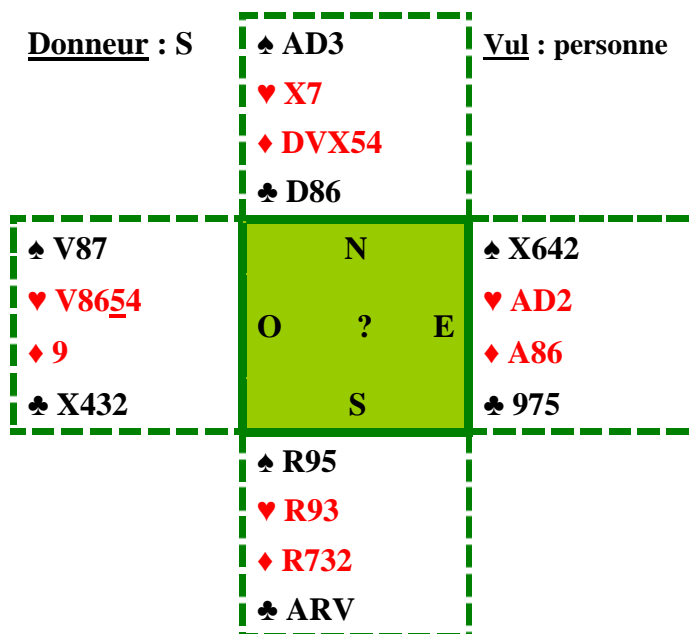 Donneur : S
♠ AD3
Vul : personne
♥ X7
♦ DVX54
♣ D86
♠ V87
N
♠ X642
♥ V8654
♥ AD2
O ? E
♦ 9
♦ A86
♣ X432
S
♣ 975
♠ R95
♥ R93
♦ R732
♣ ARV